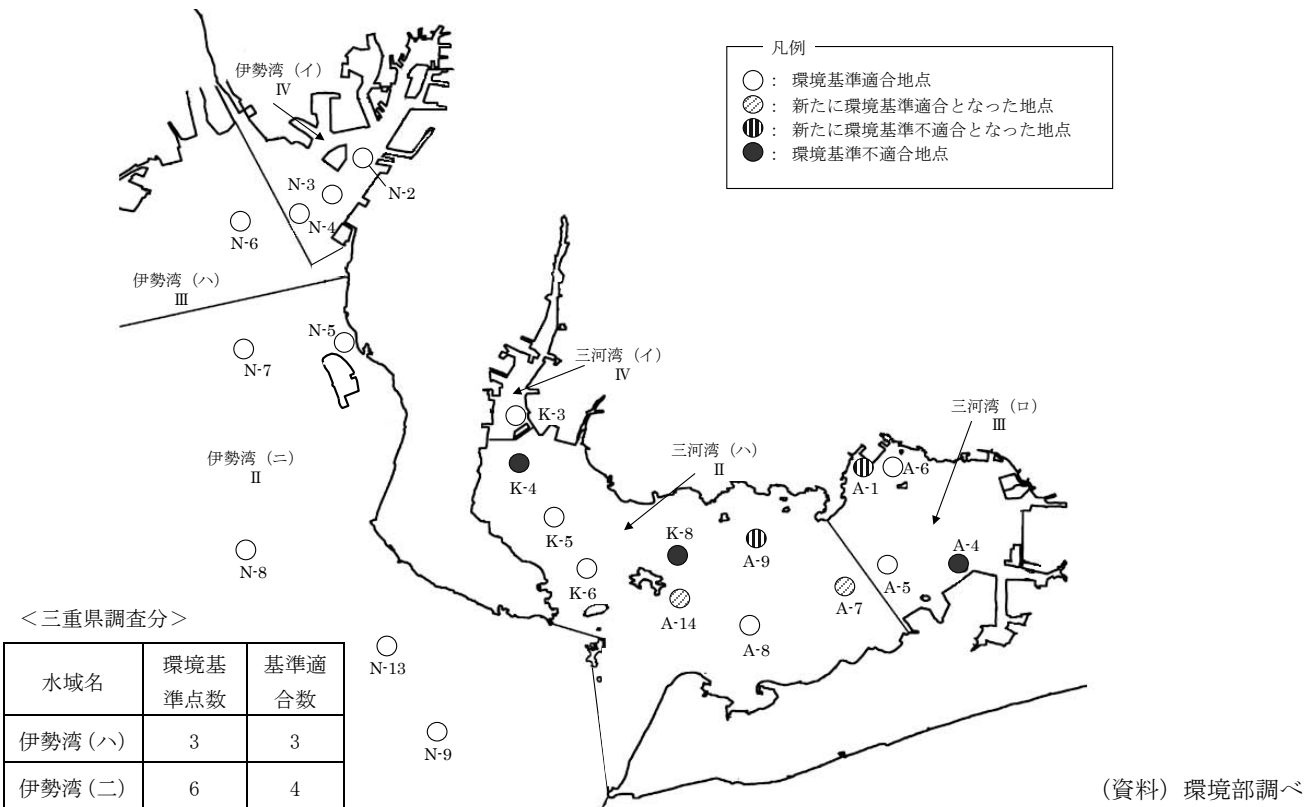 凡例
○： 環境基準適合地点
： 新たに環境基準適合となった地点
： 新たに環境基準不適合となった地点
●： 環境基準不適合地点
伊勢湾（イ）
Ⅳ
N-3
N-2
N-4
N-6
伊勢湾（ハ）
Ⅲ
N-5
N-7
三河湾（イ）
Ⅳ
K-3
三河湾（ロ）
Ⅲ
伊勢湾（ニ）
Ⅱ
三河湾（ハ）
Ⅱ
K-4
A-1
A-6
K-5
K-8
A-9
A-4
N-8
K-6
A-7
A-5
A-14
A-8
N-13
N-9
＜三重県調査分＞
水域名
環境基
準点数
基準適
合数
伊勢湾（ハ） 3 3
伊勢湾（二） 6 4
（資料）環境部調べ